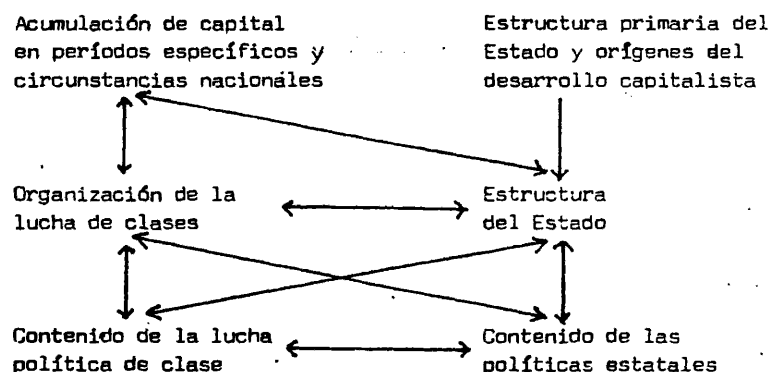 Acumulación de capital
en períodos específicos y
circunstancias nacionáles
Estructura primaria del
Estado y orígenes del
desarrollo capitalista
Organización de la
lucha de clases
Estructura
del Estado
Contenido de la lucha
política de clase
Contenido de las
políticas estatales